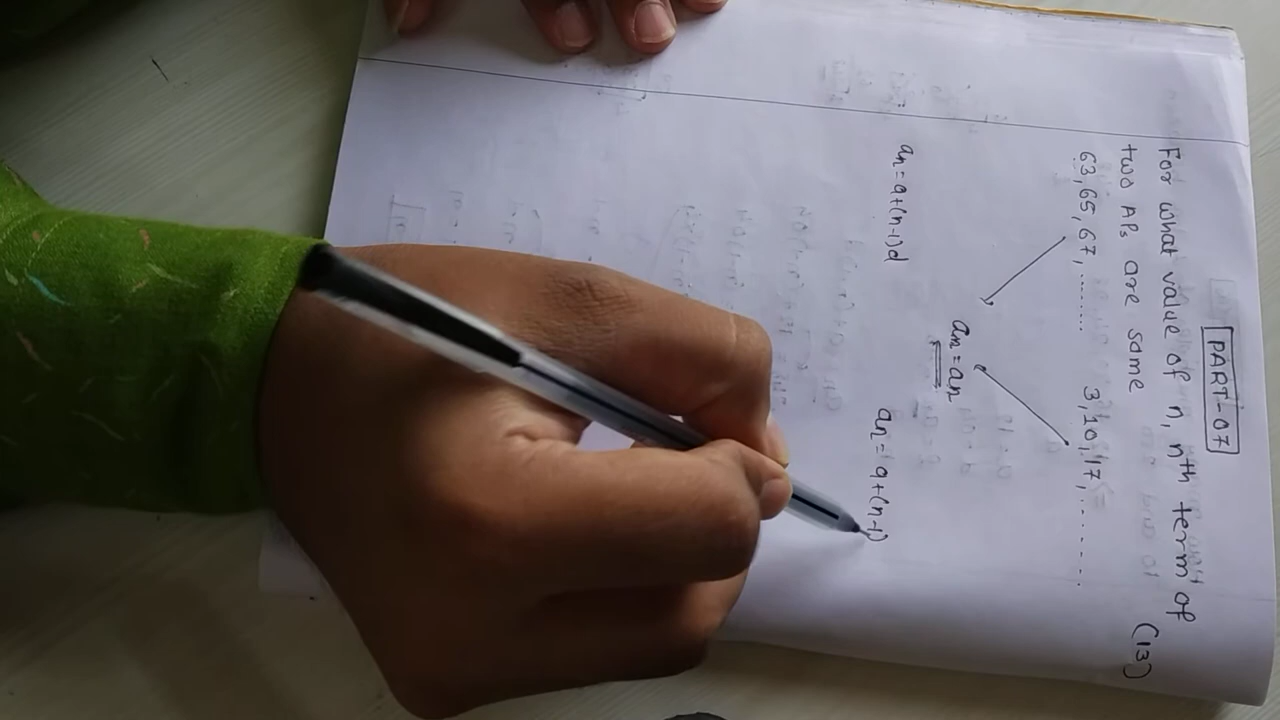 PART-07
For what value of n, nth term of
two APs are same (13)
63, 65, 67, ........ 3, 10, 17, ........
an = an
an = a+(n-1)d an = a+(n-1)